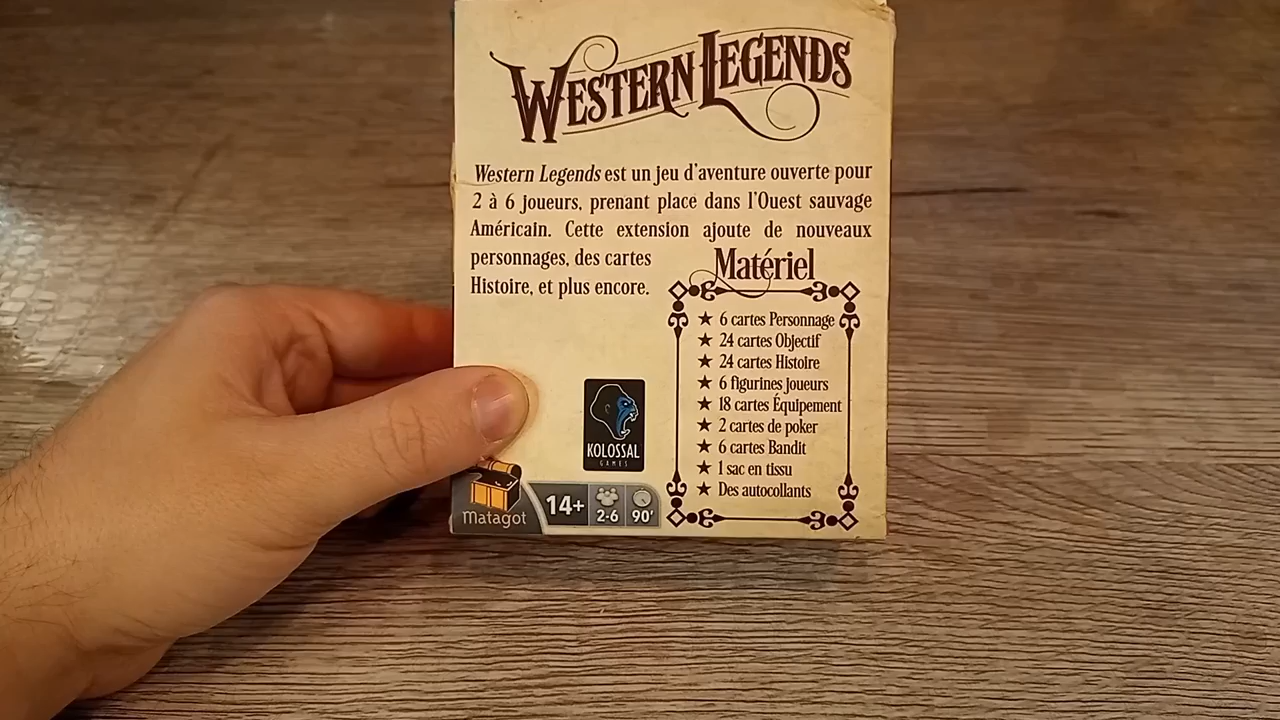 WESTERN LEGENDS
Western Legends est un jeu d'aventure ouverte pour
2 à 6 joueurs, prenant place dans l'Ouest sauvage
Américain. Cette extension ajoute de nouveaux
personnages, des cartes
Histoire, et plus encore.
Matériel
★ 6 cartes Personnage
★ 24 cartes Objectif
★ 24 cartes Histoire
★ 6 figurines Joueurs
★ 18 cartes Équipement
★ 2 cartes de poker
★ 6 cartes Bandit
★ 1 sac en tissu
★ Des autocollants
KOLOSSAL
GAMES
Matagot
14+
2-6
90'